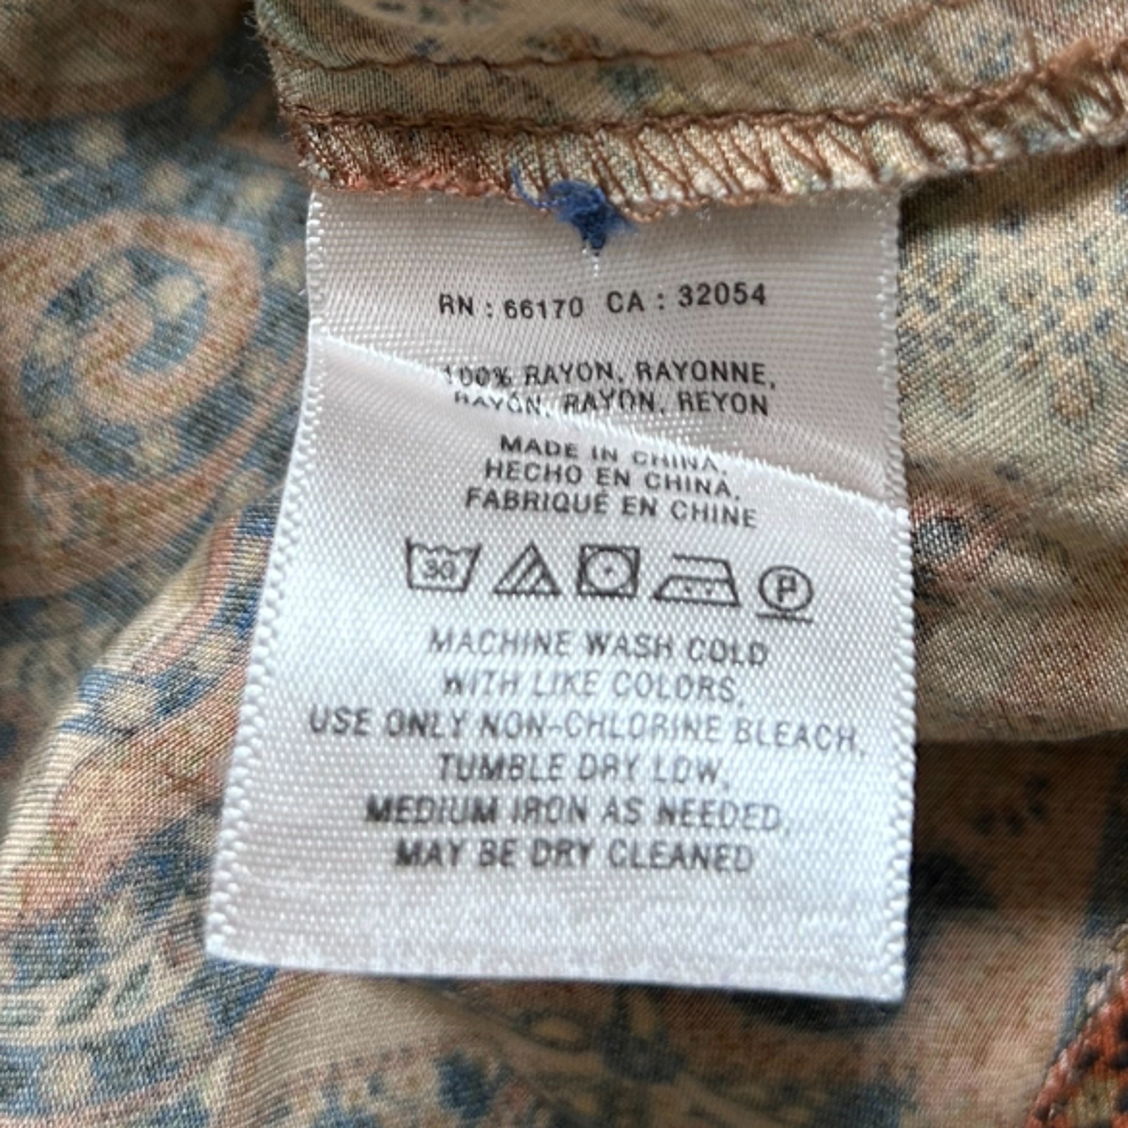 RN : 66170 CA : 32054
100% RAYON, RAYONNE,
RAYÓN, RAYON, REYON
MADE IN CHINA,
HECHO EN CHINA,
FABRIQUÉ EN CHINE
30 P
MACHINE WASH COLD
WITH LIKE COLORS,
USE ONLY NON-CHLORINE BLEACH,
TUMBLE DRY LOW,
MEDIUM IRON AS NEEDED,
MAY BE DRY CLEANED